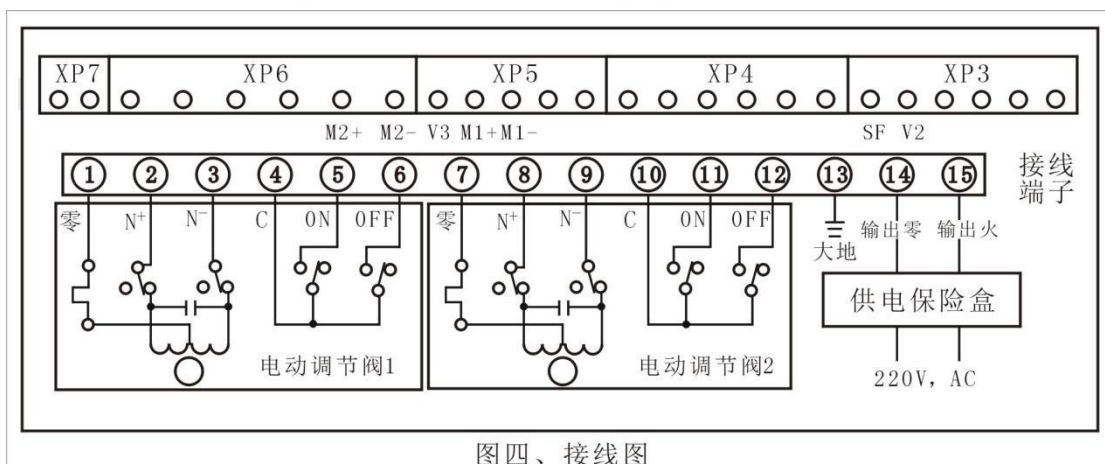 XP7 XP6 XP5 XP4 XP3
M2+ M2- V3 M1+M1- SF V2
1 2 3 4 5 6 7 8 9 10 11 12 13 14 15 接线
端子
零 N⁺ N⁻ C ON OFF 零 N⁺ N⁻ C ON OFF 输出零 输出火
大地
供电保险盒
电动调节阀1 电动调节阀2
220V, AC
图四、接线图